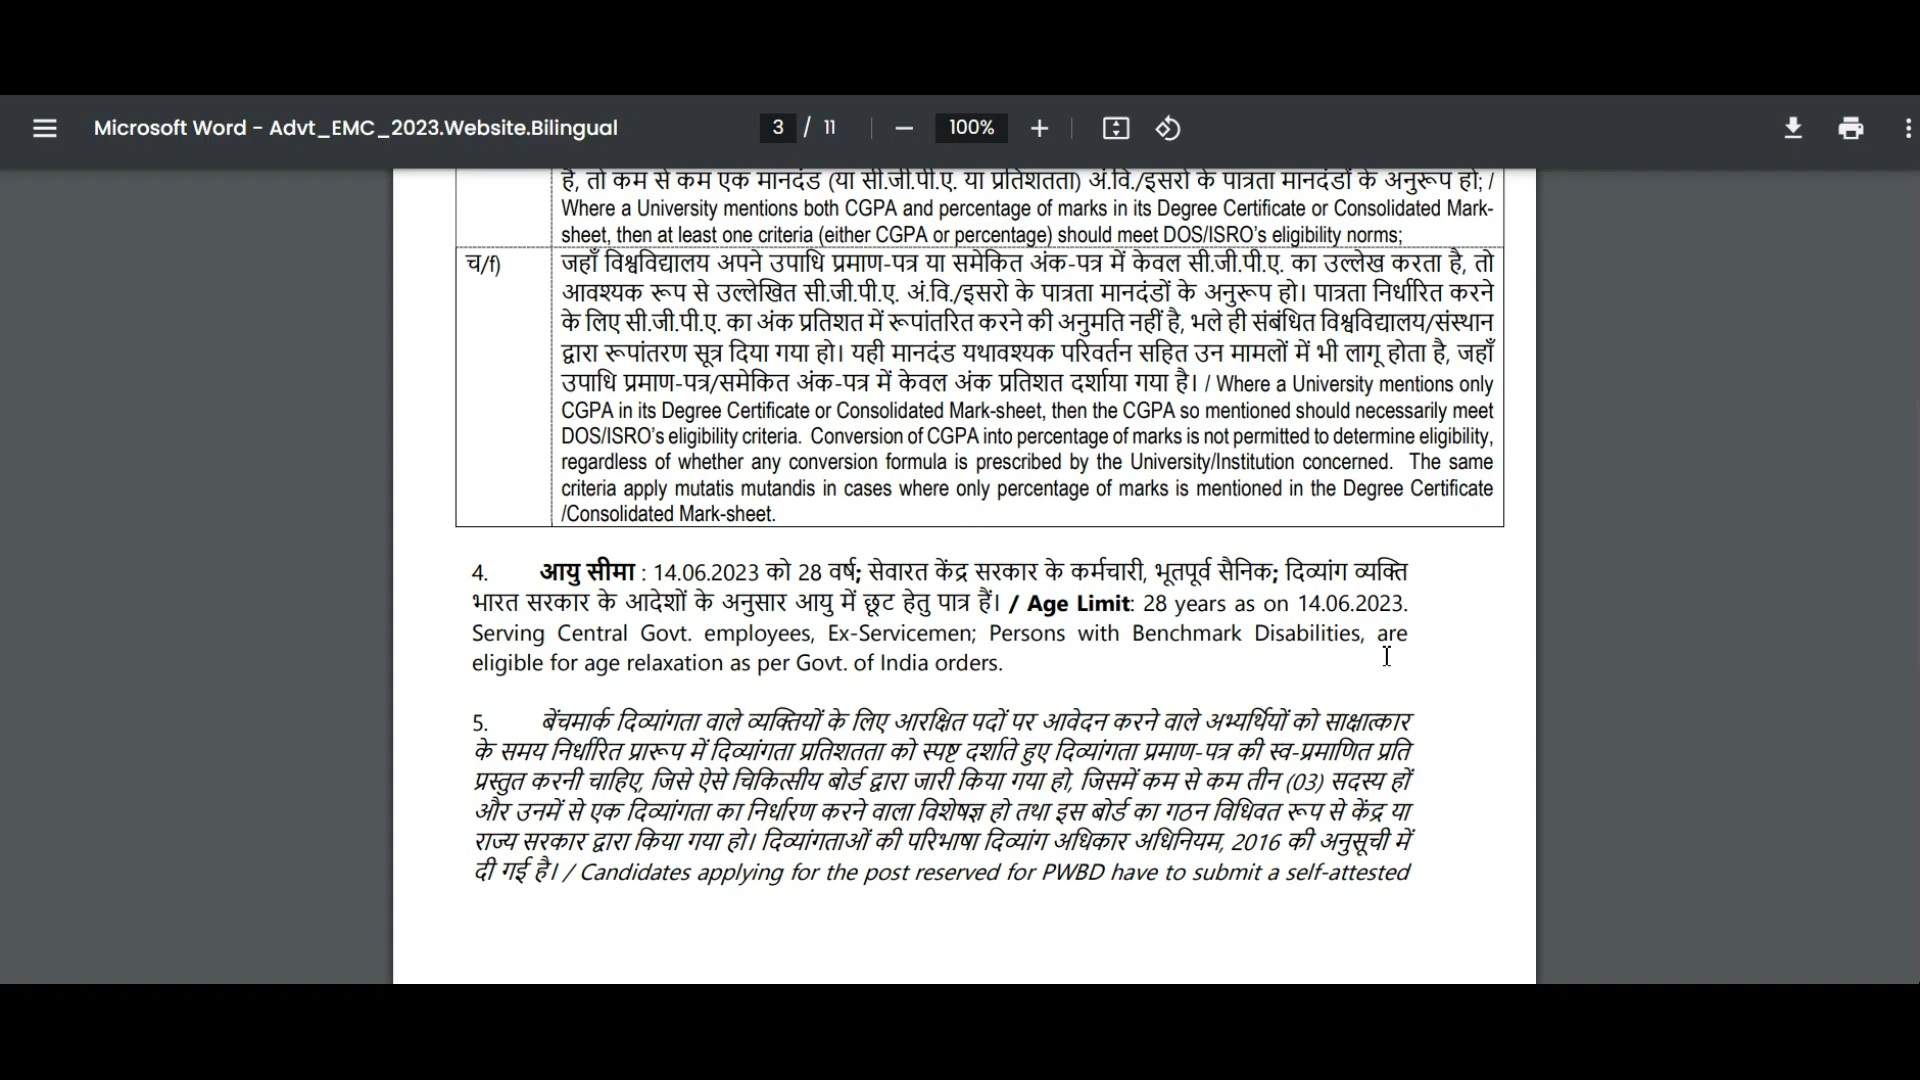 Microsoft Word - Advt_EMC_2023.Website.Bilingual
3 / 11
100%
है, तो कम से कम एक मानदंड (या सी.जी.पी.ए. या प्रतिशतता) अं.वि./इसरो के पात्रता मानदंडों के अनुरूप हो; /
Where a University mentions both CGPA and percentage of marks in its Degree Certificate or Consolidated Mark-
sheet, then at least one criteria (either CGPA or percentage) should meet DOS/ISRO's eligibility norms;
च/f)
जहाँ विश्वविद्यालय अपने उपाधि प्रमाण-पत्र या समेकित अंक-पत्र में केवल सी.जी.पी.ए. का उल्लेख करता है, तो
आवश्यक रूप से उल्लेखित सी.जी.पी.ए. अं.वि./इसरो के पात्रता मानदंडों के अनुरूप हो। पात्रता निर्धारित करने
के लिए सी.जी.पी.ए. का अंक प्रतिशत में रूपांतरित करने की अनुमति नहीं है, भले ही संबंधित विश्वविद्यालय/संस्थान
द्वारा रूपांतरण सूत्र दिया गया हो। यही मानदंड यथावश्यक परिवर्तन सहित उन मामलों में भी लागू होता है, जहाँ
उपाधि प्रमाण-पत्र/समेकित अंक-पत्र में केवल अंक प्रतिशत दर्शाया गया है। / Where a University mentions only
CGPA in its Degree Certificate or Consolidated Mark-sheet, then the CGPA so mentioned should necessarily meet
DOS/ISRO's eligibility criteria. Conversion of CGPA into percentage of marks is not permitted to determine eligibility,
regardless of whether any conversion formula is prescribed by the University/Institution concerned. The same
criteria apply mutatis mutandis in cases where only percentage of marks is mentioned in the Degree Certificate
/Consolidated Mark-sheet.
4. आयु सीमा : 14.06.2023 को 28 वर्ष; सेवारत केंद्र सरकार के कर्मचारी, भूतपूर्व सैनिक; दिव्यांग व्यक्ति
भारत सरकार के आदेशों के अनुसार आयु में छूट हेतु पात्र हैं। / Age Limit: 28 years as on 14.06.2023.
Serving Central Govt. employees, Ex-Servicemen; Persons with Benchmark Disabilities, are
eligible for age relaxation as per Govt. of India orders.
5. बेंचमार्क दिव्यांगता वाले व्यक्तियों के लिए आरक्षित पदों पर आवेदन करने वाले अभ्यर्थियों को साक्षात्कार
के समय निर्धारित प्रारूप में दिव्यांगता प्रतिशतता को स्पष्ट दर्शाते हुए दिव्यांगता प्रमाण-पत्र की स्व-प्रमाणित प्रति
प्रस्तुत करनी चाहिए, जिसे ऐसे चिकित्सीय बोर्ड द्वारा जारी किया गया हो, जिसमें कम से कम तीन (03) सदस्य हों
और उनमें से एक दिव्यांगता का निर्धारण करने वाला विशेषज्ञ हो तथा इस बोर्ड का गठन विधिवत रूप से केंद्र या
राज्य सरकार द्वारा किया गया हो। दिव्यांगताओं की परिभाषा दिव्यांग अधिकार अधिनियम, 2016 की अनुसूची में
दी गई है। / Candidates applying for the post reserved for PWBD have to submit a self-attested